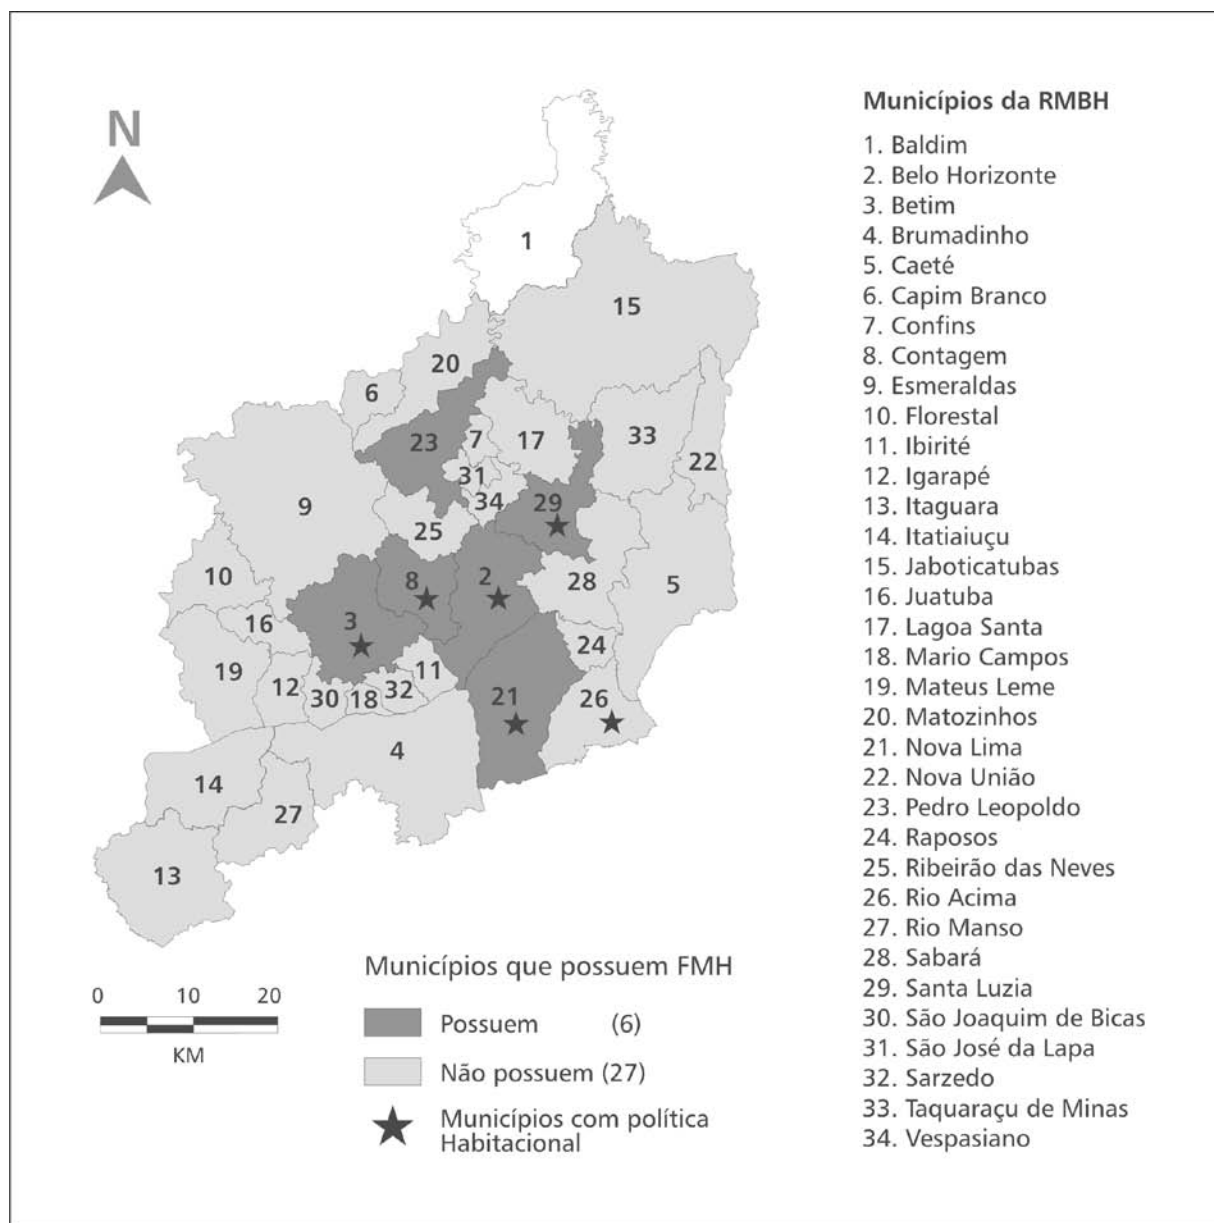 N
Municípios da RMBH
1. Baldim
2. Belo Horizonte
3. Betim
4. Brumadinho
5. Caeté
6. Capim Branco
7. Confins
8. Contagem
9. Esmeraldas
10. Florestal
11. Ibirité
12. Igarapé
13. Itaguara
14. Itatiaiuçu
15. Jaboticatubas
16. Juatuba
17. Lagoa Santa
18. Mario Campos
19. Mateus Leme
20. Matozinhos
21. Nova Lima
22. Nova União
23. Pedro Leopoldo
24. Raposos
25. Ribeirão das Neves
26. Rio Acima
27. Rio Manso
28. Sabará
29. Santa Luzia
30. São Joaquim de Bicas
31. São José da Lapa
32. Sarzedo
33. Taquaraçu de Minas
34. Vespasiano
1
15
20
6
23
7
17
33
22
31
29
34
9
25
10
8
2
28
5
16
3
24
19
12
30
18
32
11
21
26
4
14
27
13
Municípios que possuem FMH
Possuem (6)
Não possuem (27)
Municípios com política
Habitacional
0 10 20
KM